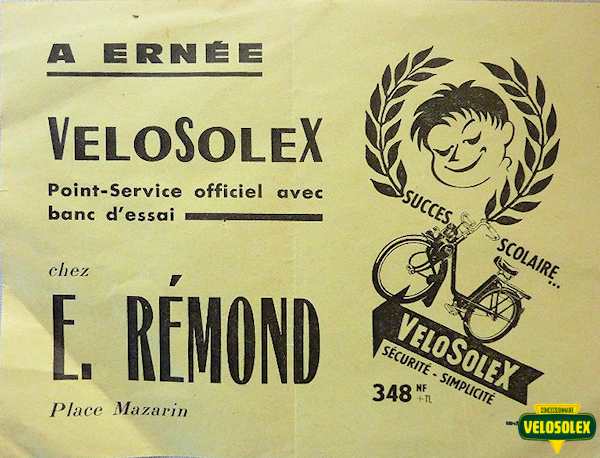 A ERNÉE
VELOSOLEX
Point-Service officiel avec
banc d'essai
chez
E. RÉMOND
Place Mazarin
SUCCES
SCOLAIRE...
VELOSOLEX
SÉCURITÉ - SIMPLICITÉ
348 NF
+TL
CONCESSIONNAIRE
VELOSOLEX